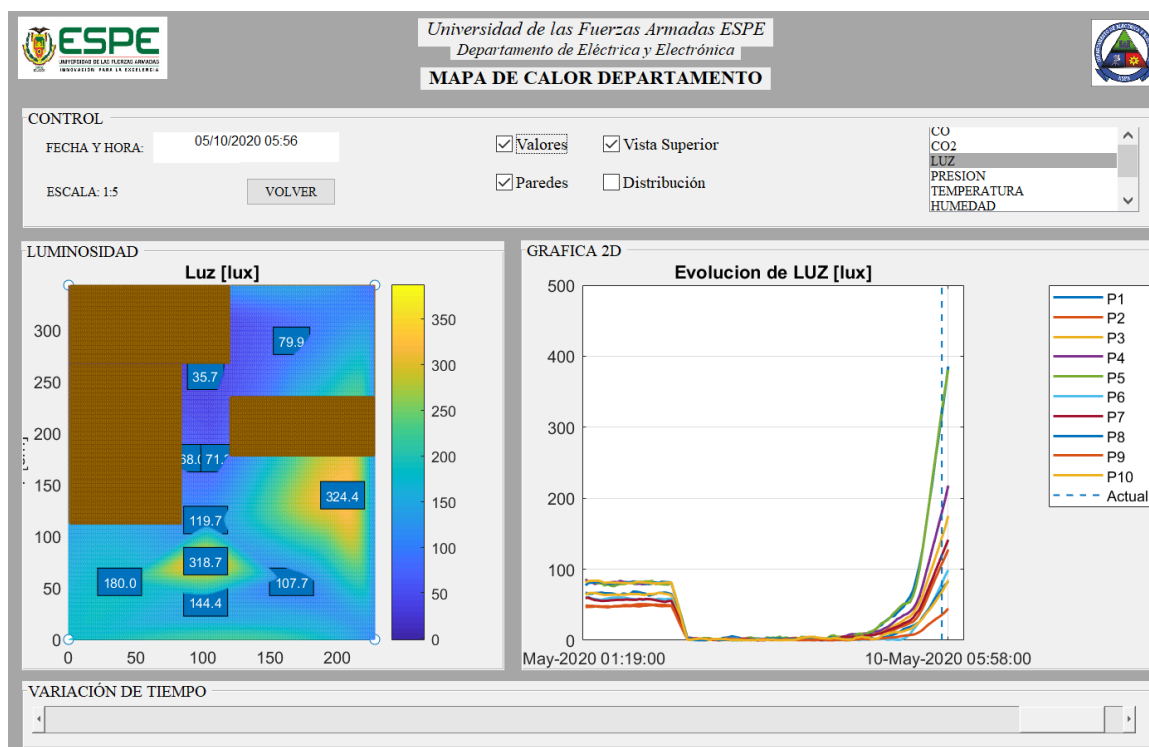 ESPE
UNIVERSIDAD DE LAS FUERZAS ARMADAS
INNOVACIÓN PARA LA EXCELENCIA
Universidad de las Fuerzas Armadas ESPE
Departamento de Eléctrica y Electrónica
MAPA DE CALOR DEPARTAMENTO
CONTROL
FECHA Y HORA:
05/10/2020 05:56
ESCALA: 1:5
VOLVER
Valores
Vista Superior
Paredes
Distribución
CO
CO2
LUZ
PRESION
TEMPERATURA
HUMEDAD
LUMINOSIDAD
Luz [lux]
300
250
200
150
100
50
0
0
50
100
150
200
79.9
35.7
71.
324.4
119.7
318.7
180.0
107.7
144.4
350
300
250
200
150
100
50
0
GRAFICA 2D
Evolucion de LUZ [lux]
500
400
300
200
100
0
May-2020 01:19:00
10-May-2020 05:58:00
P1
P2
P3
P4
P5
P6
P7
P8
P9
P10
Actual
VARIACIÓN DE TIEMPO